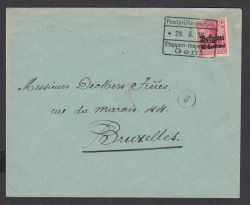 Postprüfungsstelle
* 29. 6.
Etappen-Insp
Gent
Belgien
Messieurs Deckers Frères,
rue du marais 44
Bruxelles.
5